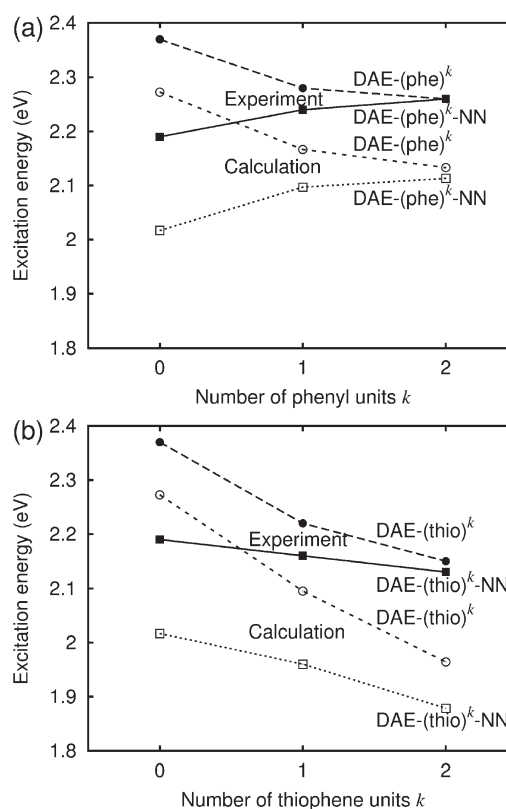 (a)
2.4
2.3
2.2
2.1
2
1.9
1.8
Excitation energy (eV)
DAE-(phe)^k
Experiment
DAE-(phe)^k-NN
DAE-(phe)^k
Calculation
DAE-(phe)^k-NN
0 1 2
Number of phenyl units k
(b)
2.4
2.3
2.2
2.1
2
1.9
1.8
Excitation energy (eV)
DAE-(thio)^k
Experiment
DAE-(thio)^k-NN
DAE-(thio)^k
Calculation
DAE-(thio)^k-NN
0 1 2
Number of thiophene units k